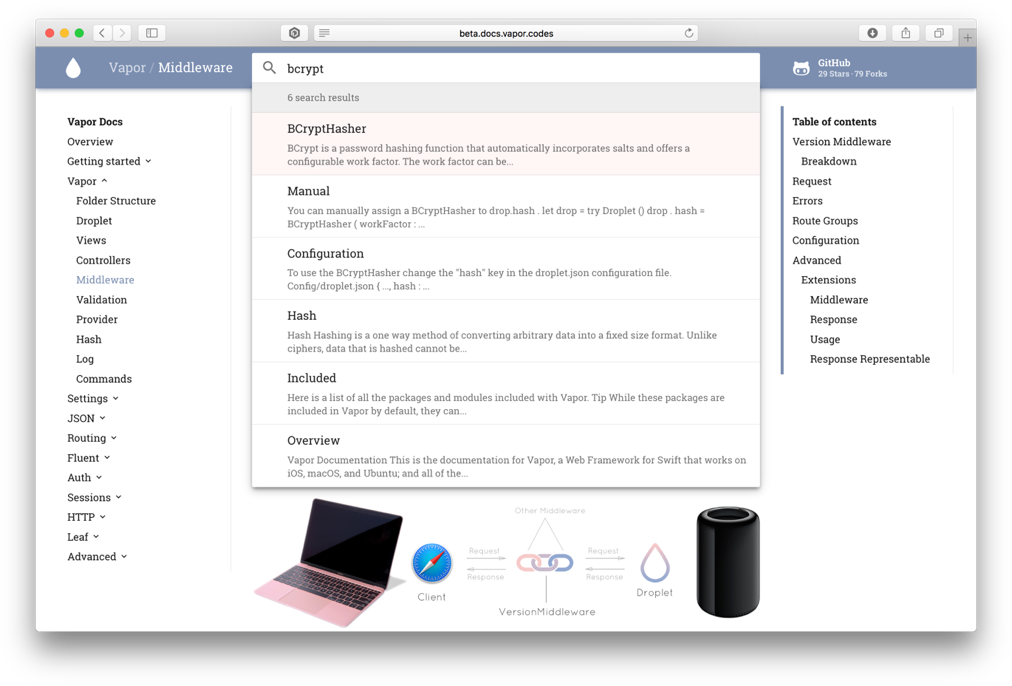 beta.docs.vapor.codes
Vapor / Middleware
bcrypt
GitHub
29 Stars · 79 Forks
6 search results
BCryptHasher
BCrypt is a password hashing function that automatically incorporates salts and offers a
configurable work factor. The work factor can be...
Manual
You can manually assign a BCryptHasher to drop.hash . let drop = try Droplet () drop . hash =
BCryptHasher ( workFactor : ...
Configuration
To use the BCryptHasher change the "hash" key in the droplet.json configuration file.
Config/droplet.json { ..., hash : ...
Hash
Hash Hashing is a one way method of converting arbitrary data into a fixed size format. Unlike
ciphers, data that is hashed cannot be...
Included
Here is a list of all the packages and modules included with Vapor. Tip While these packages are
included in Vapor by default, they can...
Overview
Vapor Documentation This is the documentation for Vapor, a Web Framework for Swift that works on
iOS, macOS, and Ubuntu; and all of the...
Vapor Docs
Overview
Getting started
Vapor
Folder Structure
Droplet
Views
Controllers
Middleware
Validation
Provider
Hash
Log
Commands
Settings
JSON
Routing
Fluent
Auth
Sessions
HTTP
Leaf
Advanced
Table of contents
Version Middleware
Breakdown
Request
Errors
Route Groups
Configuration
Advanced
Extensions
Middleware
Response
Usage
Response Representable
Other Middleware
Request
Response
Request
Response
Client
Droplet
VersionMiddleware